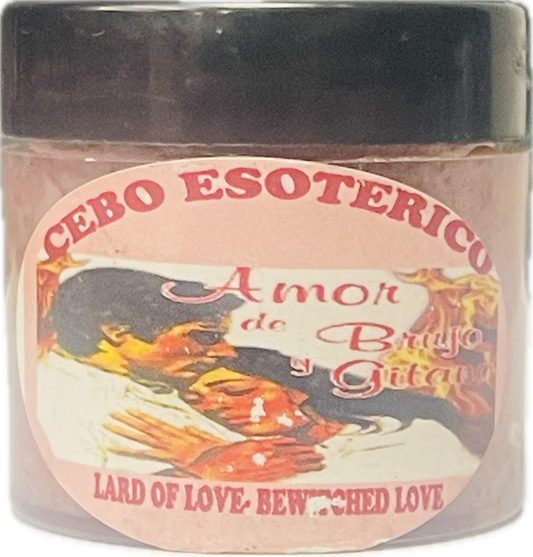 CEBO ESOTERICO
Amor
de Brujo
y Gitano
LARD OF LOVE- BEWITCHED LOVE